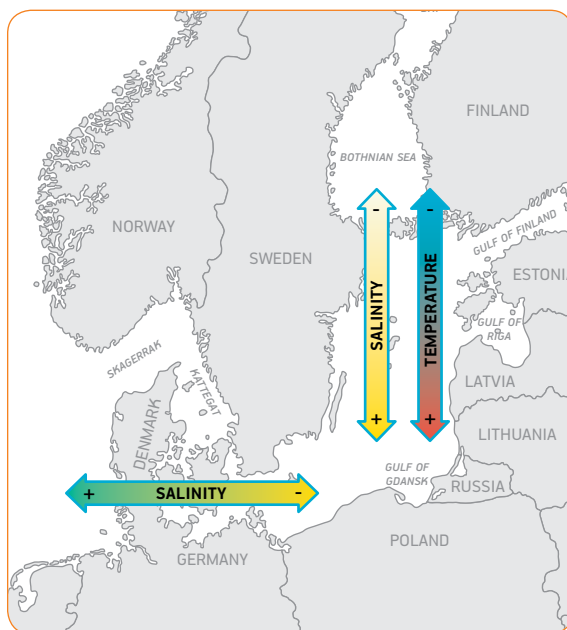 FINLAND
BOTHNIAN SEA
-
-
NORWAY
SWEDEN
GULF OF FINLAND
ESTONIA
SALINITY
TEMPERATURE
GULF OF
RIGA
SKAGERRAK
KATTEGAT
LATVIA
DENMARK
+
+
LITHUANIA
GULF OF
GDANSK
RUSSIA
+ SALINITY -
POLAND
GERMANY